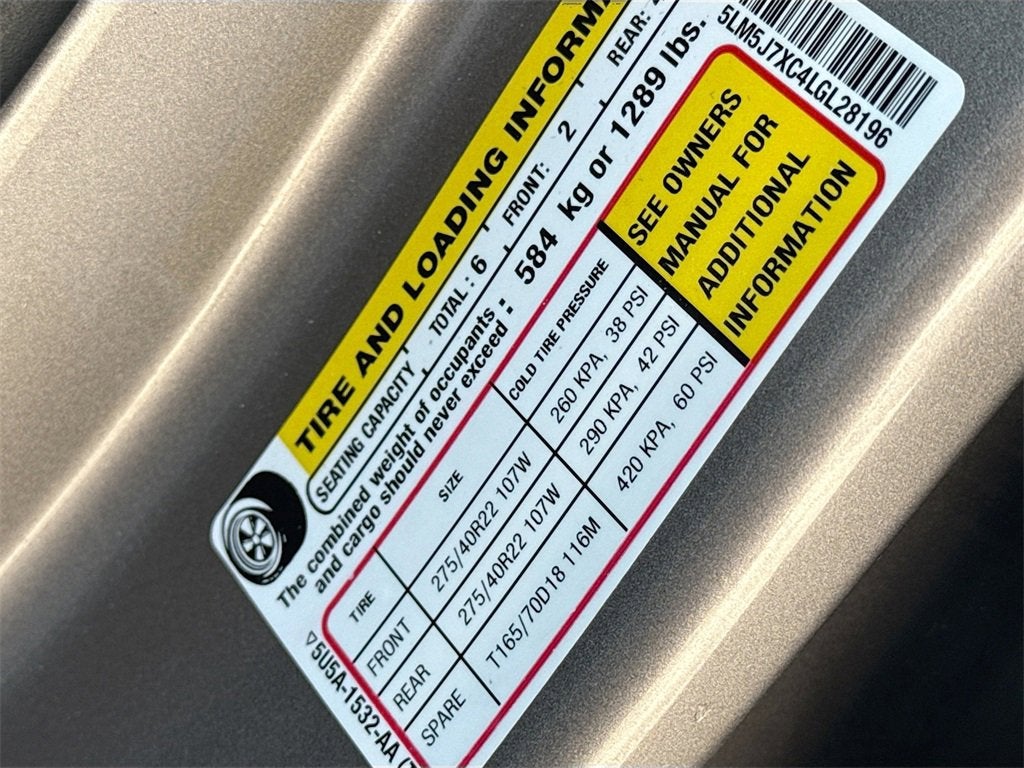 5LM5J7XC4LGL28196
TIRE AND LOADING
SEATING CAPACITY TOTAL : 6 FRONT: 2 REAR:
The combined weight of occupants
and cargo should never exceed : 584 kg or 1289 lbs.
TIRE SIZE COLD TIRE PRESSURE
FRONT 275/40R22 107W 260 KPA, 38 PSI
REAR 275/40R22 107W 290 KPA, 42 PSI
SPARE T165/70D18 116M 420 KPA, 60 PSI
SEE OWNERS
MANUAL FOR
ADDITIONAL
INFORMATION
▽5U5A-1532-AA